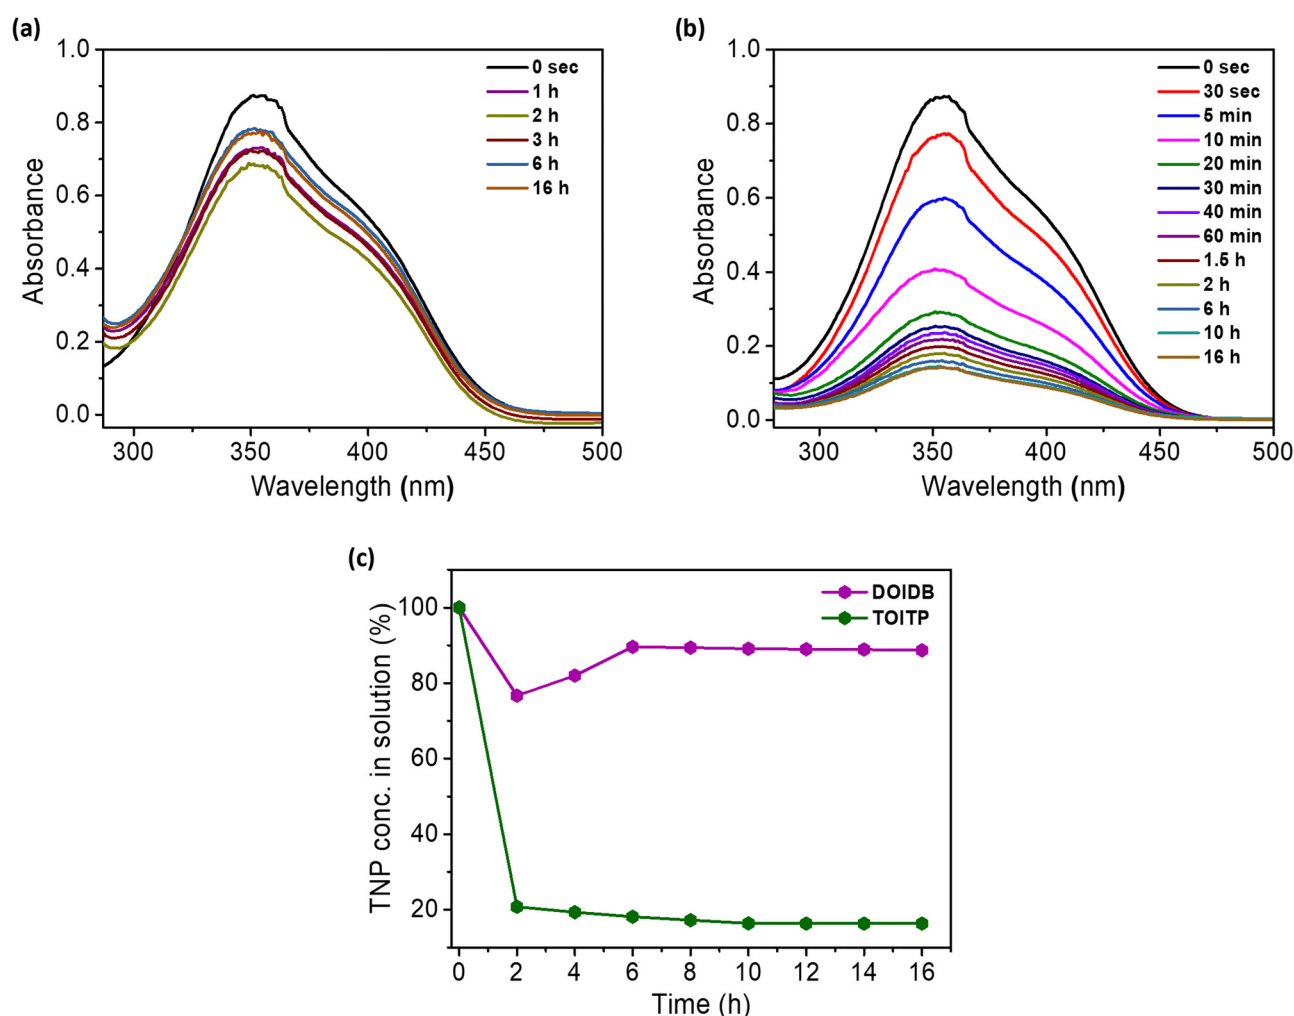 (a)
1.0
0.8
0.6
0.4
0.2
0.0
Absorbance
300
350
400
450
500
Wavelength (nm)
0 sec
1 h
2 h
3 h
6 h
16 h
(b)
1.0
0.8
0.6
0.4
0.2
0.0
Absorbance
300
350
400
450
500
Wavelength (nm)
0 sec
30 sec
5 min
10 min
20 min
30 min
40 min
60 min
1.5 h
2 h
6 h
10 h
16 h
(c)
100
80
60
40
20
TNP conc. in solution (%)
0
2
4
6
8
10
12
14
16
Time (h)
DOIDB
TOITP